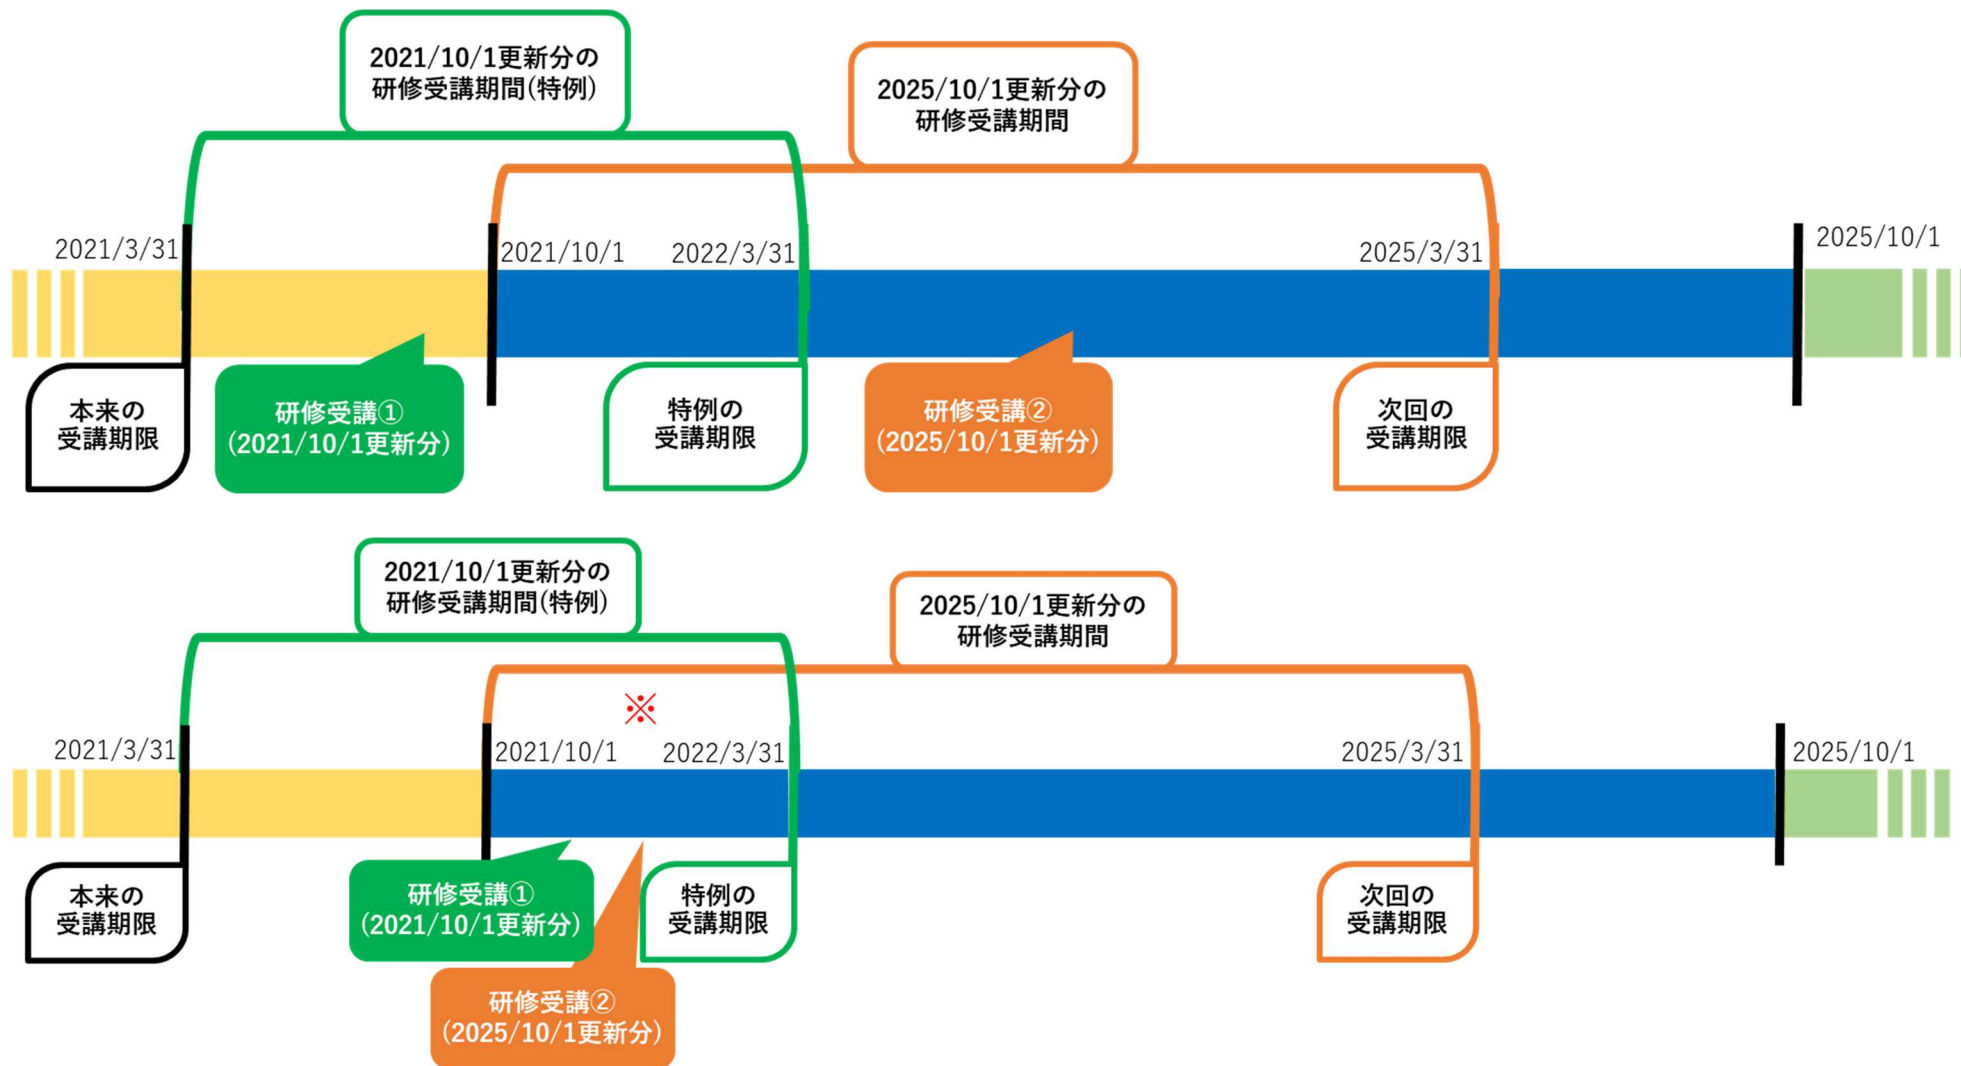 2021/10/1更新分の
研修受講期間(特例)
2025/10/1更新分の
研修受講期間
2021/3/31
2021/10/1
2022/3/31
2025/3/31
2025/10/1
本来の
受講期限
研修受講①
(2021/10/1更新分)
特例の
受講期限
研修受講②
(2025/10/1更新分)
次回の
受講期限
2021/10/1更新分の
研修受講期間(特例)
2025/10/1更新分の
研修受講期間
※
2021/3/31
2021/10/1
2022/3/31
2025/3/31
2025/10/1
本来の
受講期限
研修受講①
(2021/10/1更新分)
特例の
受講期限
次回の
受講期限
研修受講②
(2025/10/1更新分)